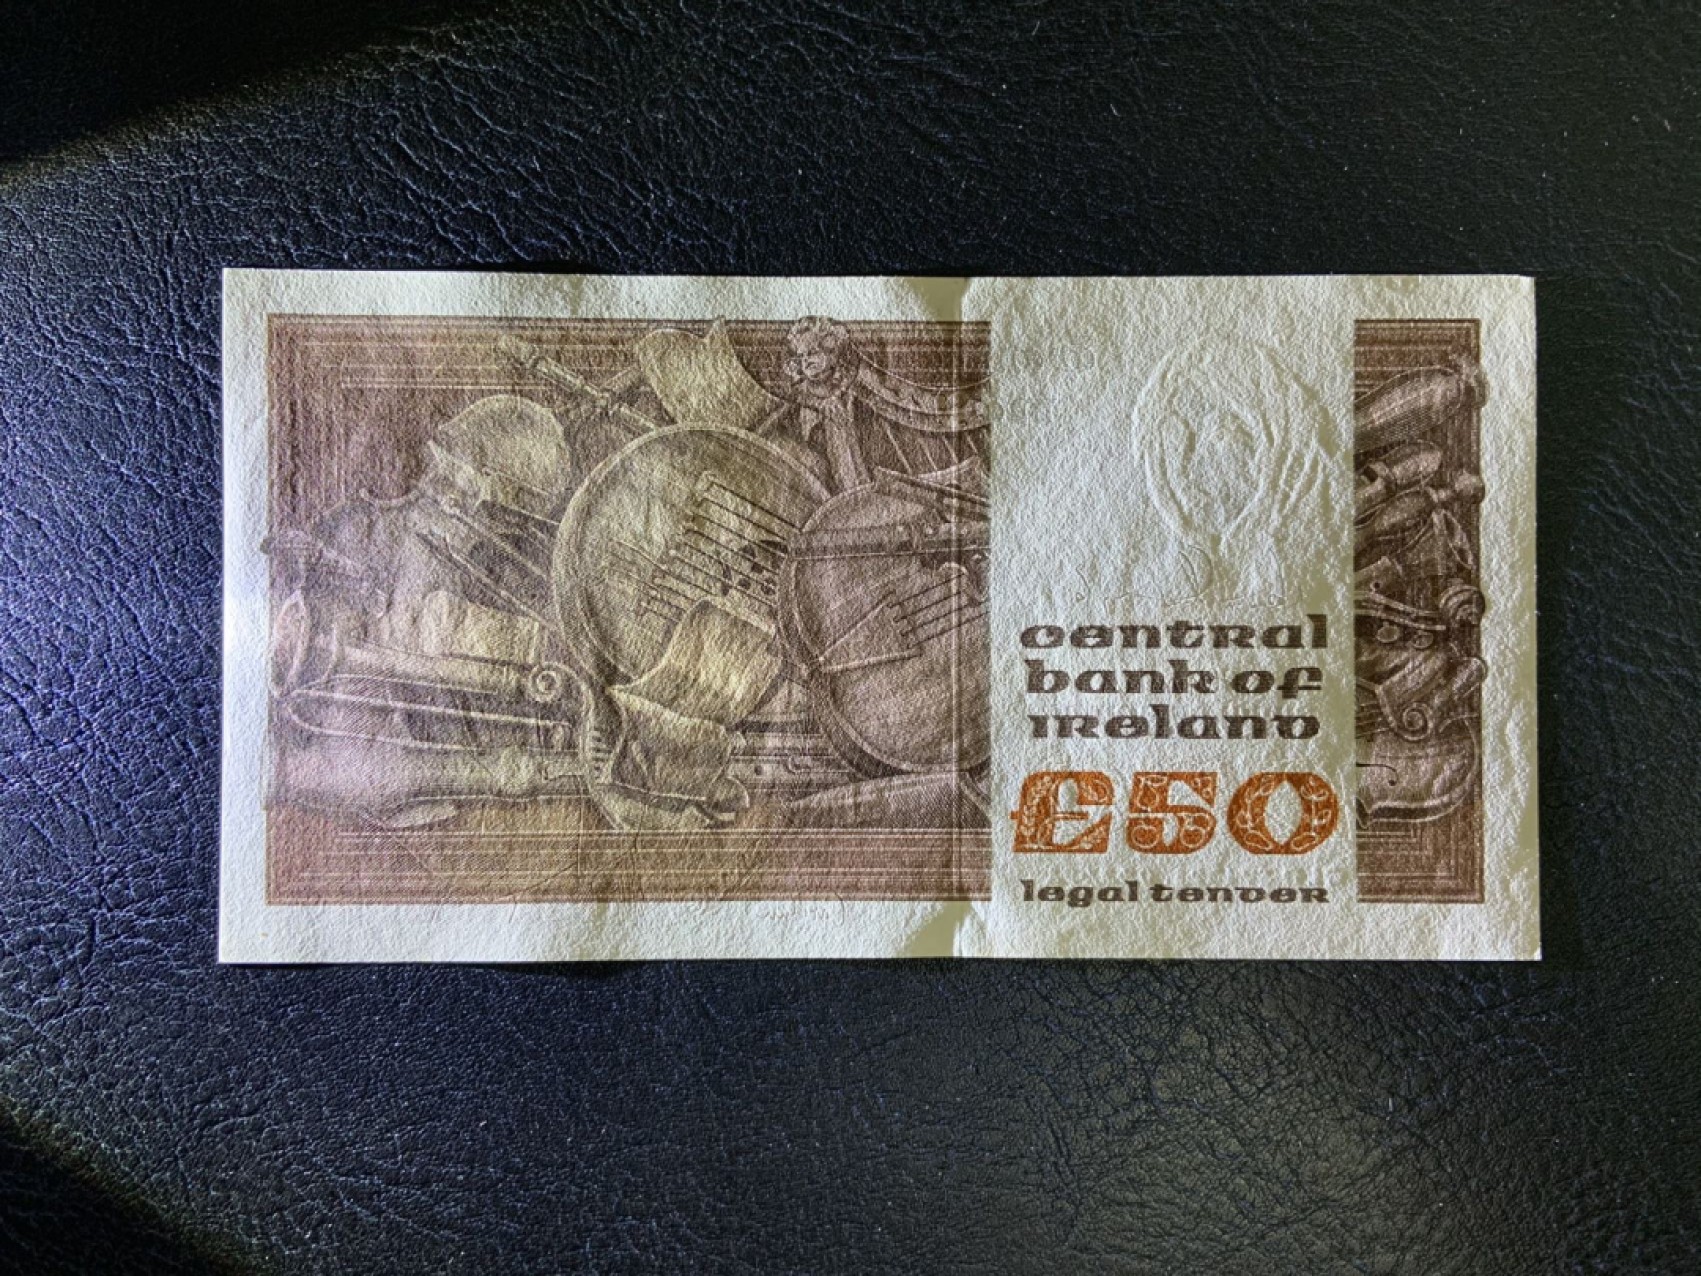 central
bank of
ireland
£50
legal tender